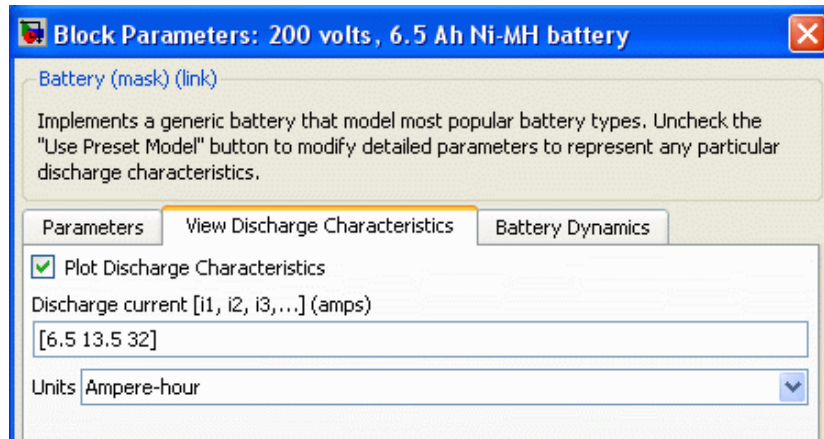 Block Parameters: 200 volts, 6.5 Ah Ni-MH battery
Battery (mask) (link)
Implements a generic battery that model most popular battery types. Uncheck the
"Use Preset Model" button to modify detailed parameters to represent any particular
discharge characteristics.
Parameters View Discharge Characteristics Battery Dynamics
Plot Discharge Characteristics
Discharge current [i1, i2, i3,...] (amps)
[6.5 13.5 32]
Units Ampere-hour